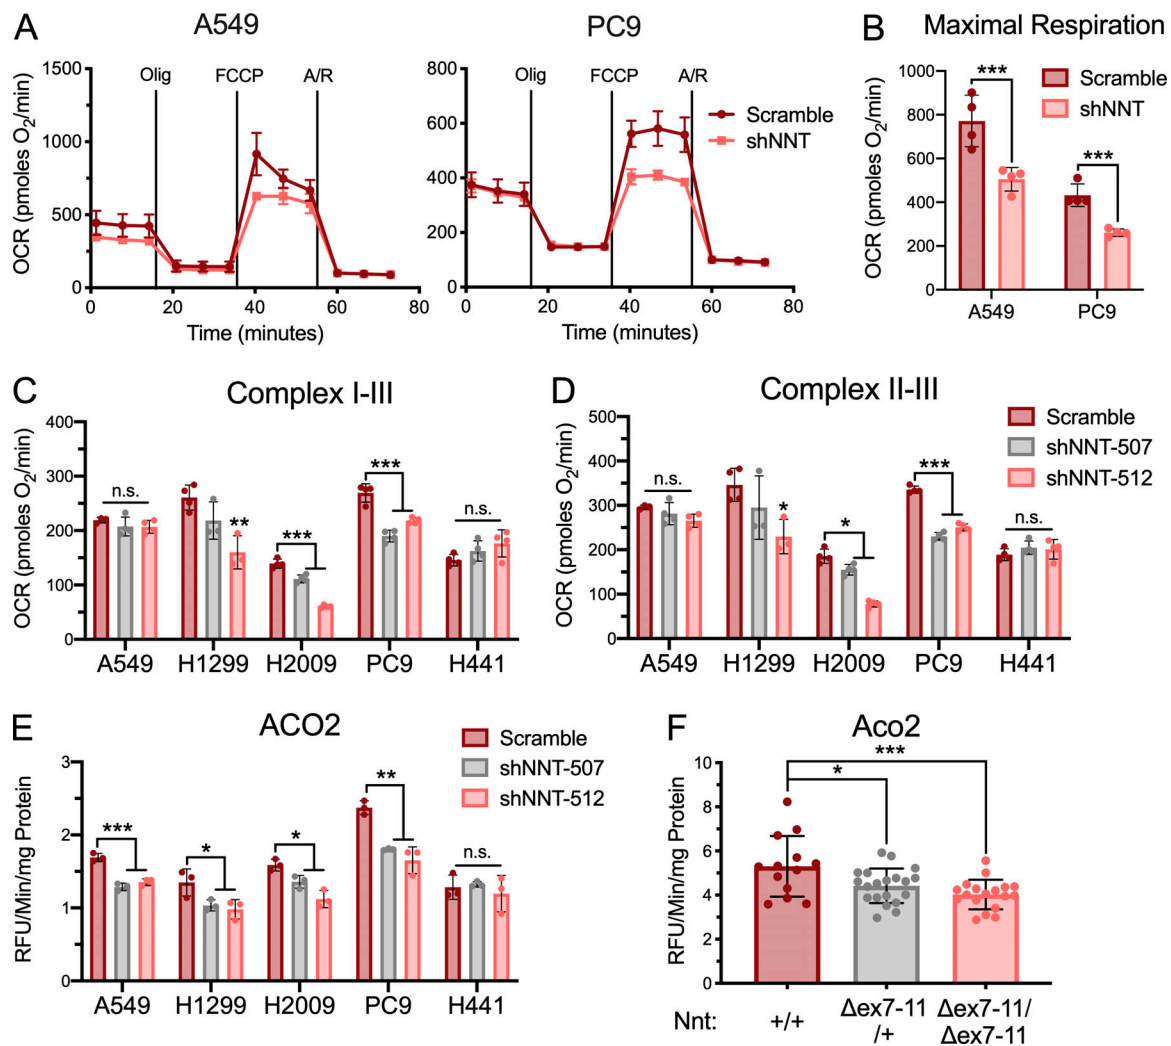 A
A549
PC9
OCR (pmoles O2/min)
1500
1000
500
0
0
20
40
60
80
Time (minutes)
Olig
FCCP
A/R
OCR (pmoles O2/min)
800
600
400
200
0
0
20
40
60
80
Time (minutes)
Olig
FCCP
A/R
Scramble
shNNT
B
Maximal Respiration
OCR (pmoles O2/min)
1000
800
600
400
200
0
***
***
A549
PC9
Scramble
shNNT
C
Complex I-III
OCR (pmoles O2/min)
400
300
200
100
0
n.s.
**
***
***
n.s.
A549
H1299
H2009
PC9
H441
D
Complex II-III
OCR (pmoles O2/min)
500
400
300
200
100
0
n.s.
*
*
***
n.s.
A549
H1299
H2009
PC9
H441
Scramble
shNNT-507
shNNT-512
E
ACO2
RFU/Min/mg Protein
3
2
1
0
***
*
*
**
n.s.
A549
H1299
H2009
PC9
H441
Scramble
shNNT-507
shNNT-512
F
Aco2
RFU/Min/mg Protein
10
8
6
4
2
0
***
*
Nnt:
+/+
Δex7-11
/+
Δex7-11/
Δex7-11